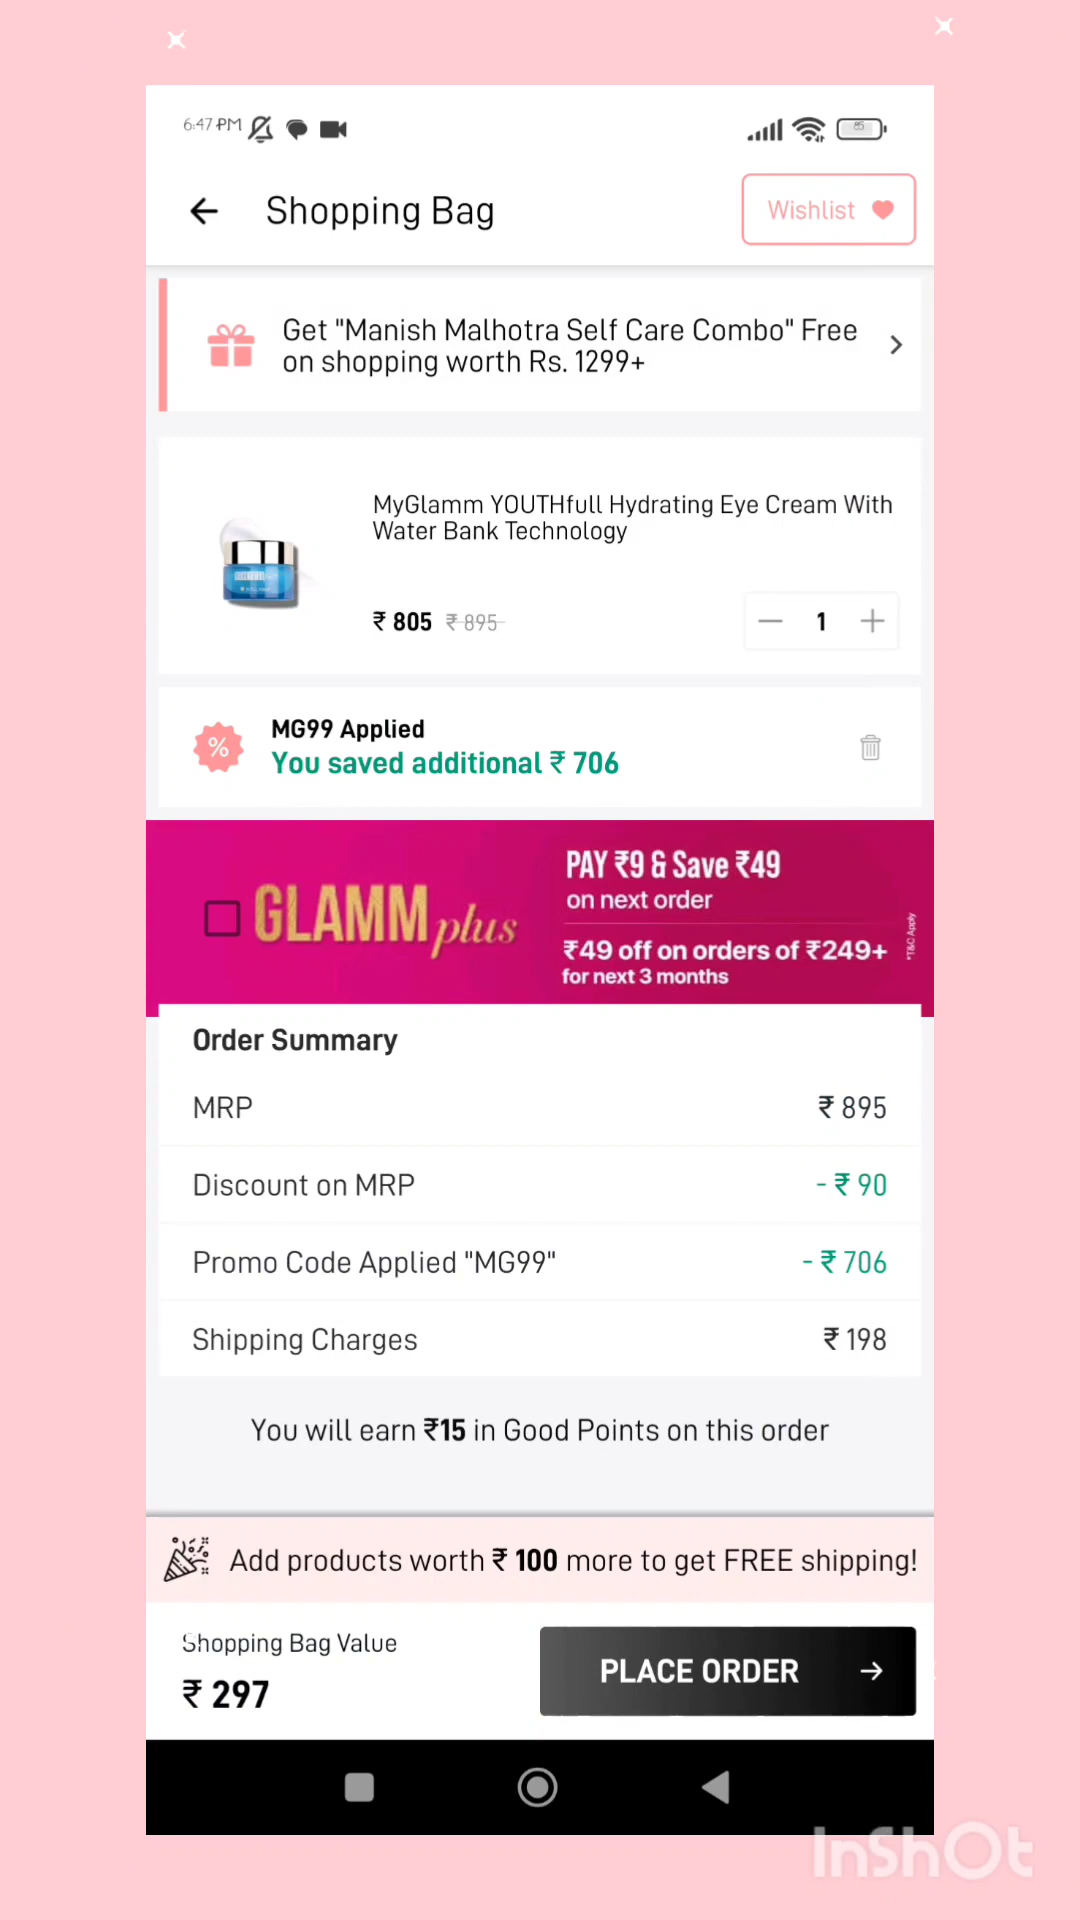 6:47 PM
85
Shopping Bag
Wishlist
Get "Manish Malhotra Self Care Combo" Free
on shopping worth Rs. 1299+
MyGlamm YOUTHfull Hydrating Eye Cream With
Water Bank Technology
₹ 805 ₹ 895
1
MG99 Applied
You saved additional ₹ 706
GLAMM plus
PAY ₹9 & Save ₹49
on next order
₹49 off on orders of ₹249+
for next 3 months
*T&C Apply
Order Summary
MRP ₹ 895
Discount on MRP - ₹ 90
Promo Code Applied "MG99" - ₹ 706
Shipping Charges ₹ 198
You will earn ₹15 in Good Points on this order
Add products worth ₹ 100 more to get FREE shipping!
Shopping Bag Value
₹ 297
PLACE ORDER
InShOt